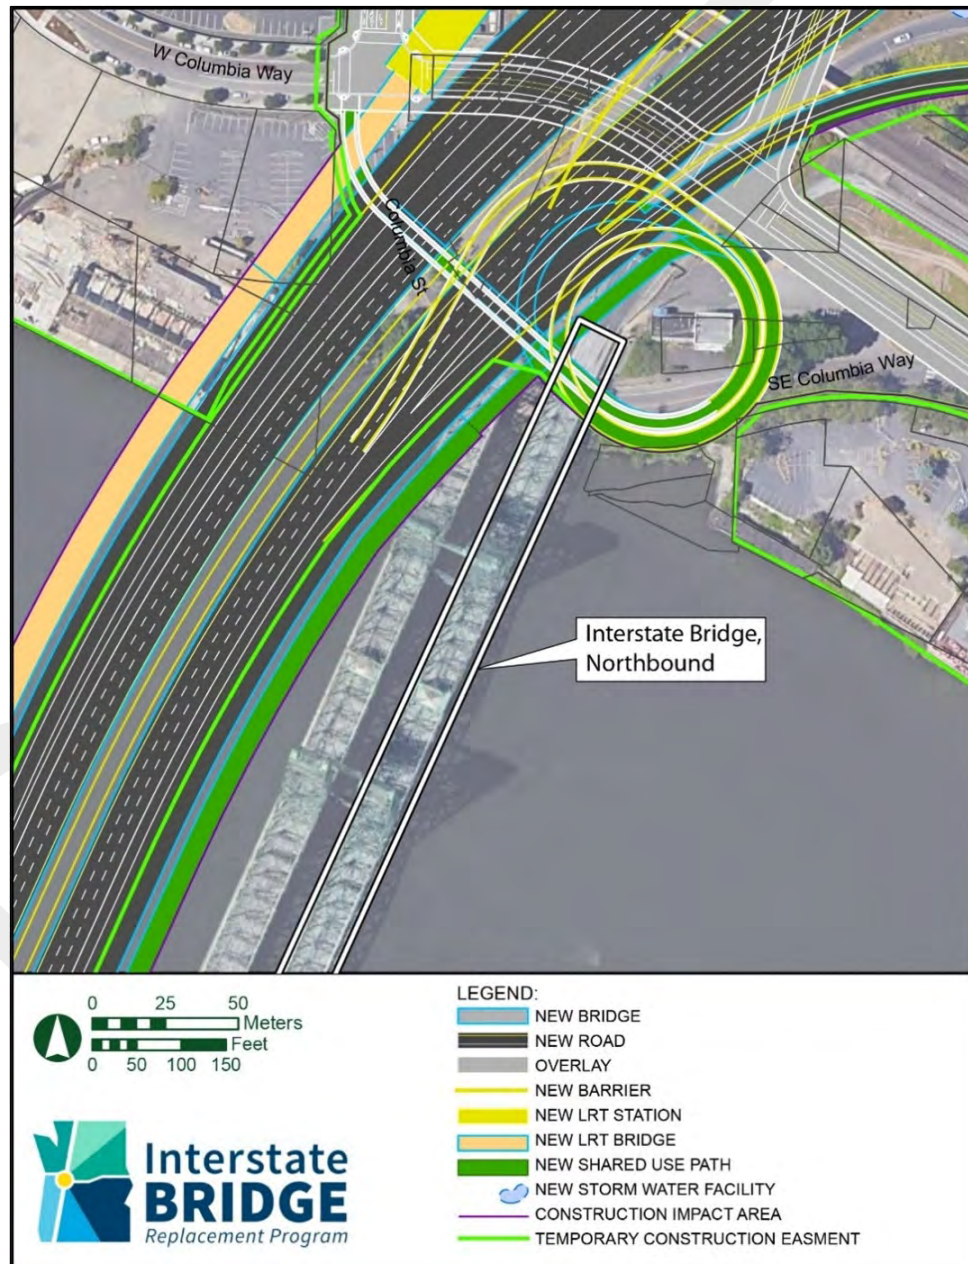 W Columbia Way
Columbia St
SE Columbia Way
Interstate Bridge,
Northbound
0 25 50
Meters
Feet
0 50 100 150
Interstate
BRIDGE
Replacement Program
LEGEND:
NEW BRIDGE
NEW ROAD
OVERLAY
NEW BARRIER
NEW LRT STATION
NEW LRT BRIDGE
NEW SHARED USE PATH
NEW STORM WATER FACILITY
CONSTRUCTION IMPACT AREA
TEMPORARY CONSTRUCTION EASMENT